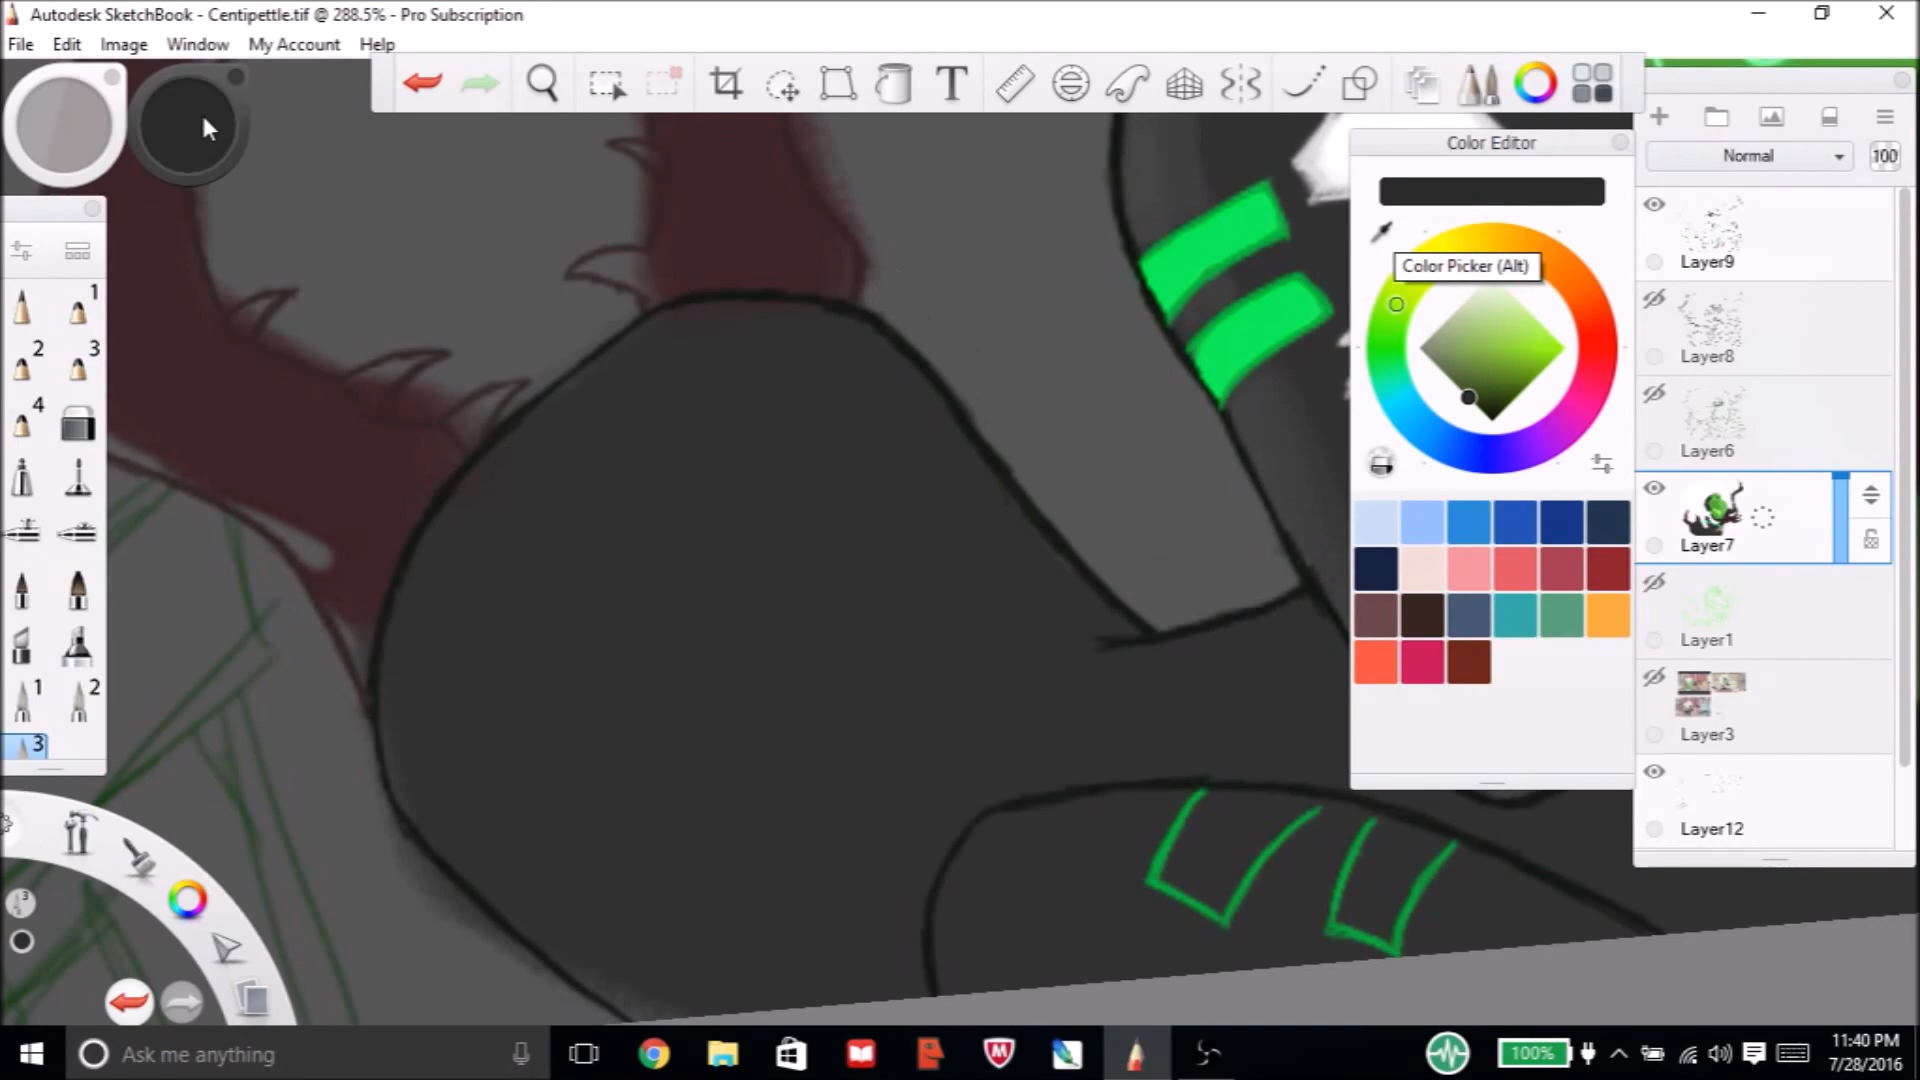 Autodesk SketchBook - Centipettle.tif @ 288.5% - Pro Subscription
File Edit Image Window My Account Help
T
Color Editor
Normal
100
Color Picker (Alt)
Layer9
Layer8
Layer6
Layer7
Layer1
Layer3
Layer12
1
2 3
4
1 2
3
3
Ask me anything
100%
11:40 PM
7/28/2016